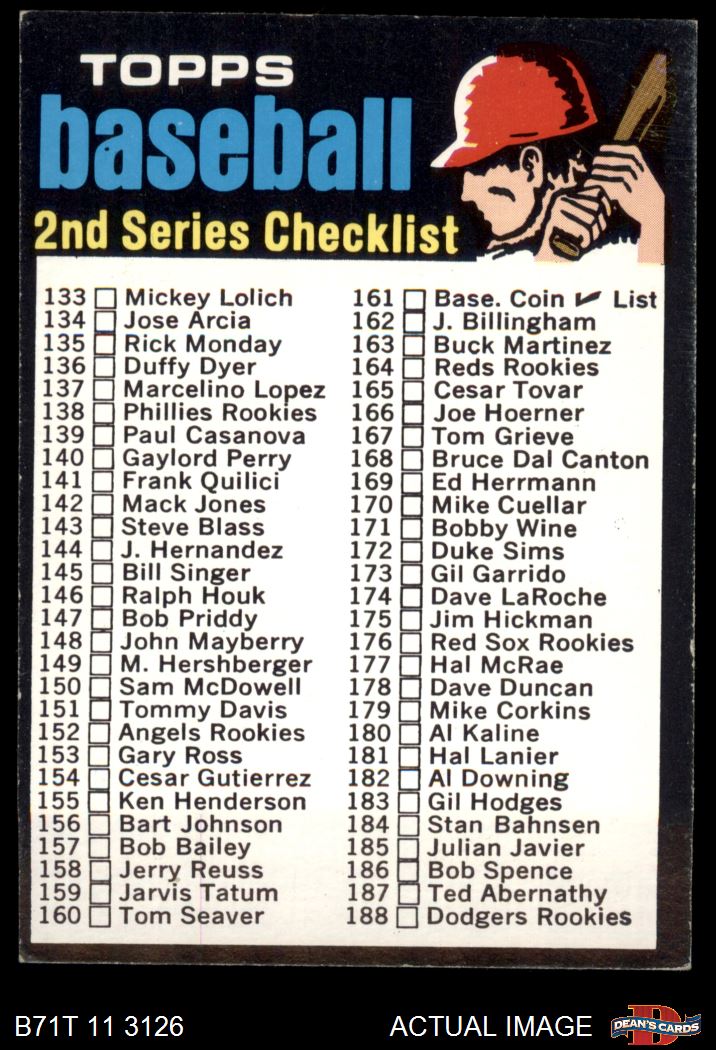 TOPPS
baseball
2nd Series Checklist
133 Mickey Lolich
134 Jose Arcia
135 Rick Monday
136 Duffy Dyer
137 Marcelino Lopez
138 Phillies Rookies
139 Paul Casanova
140 Gaylord Perry
141 Frank Quilici
142 Mack Jones
143 Steve Blass
144 J. Hernandez
145 Bill Singer
146 Ralph Houk
147 Bob Priddy
148 John Mayberry
149 M. Hershberger
150 Sam McDowell
151 Tommy Davis
152 Angels Rookies
153 Gary Ross
154 Cesar Gutierrez
155 Ken Henderson
156 Bart Johnson
157 Bob Bailey
158 Jerry Reuss
159 Jarvis Tatum
160 Tom Seaver
161 Base. Coin ✓ List
162 J. Billingham
163 Buck Martinez
164 Reds Rookies
165 Cesar Tovar
166 Joe Hoerner
167 Tom Grieve
168 Bruce Dal Canton
169 Ed Herrmann
170 Mike Cuellar
171 Bobby Wine
172 Duke Sims
173 Gil Garrido
174 Dave LaRoche
175 Jim Hickman
176 Red Sox Rookies
177 Hal McRae
178 Dave Duncan
179 Mike Corkins
180 Al Kaline
181 Hal Lanier
182 Al Downing
183 Gil Hodges
184 Stan Bahnsen
185 Julian Javier
186 Bob Spence
187 Ted Abernathy
188 Dodgers Rookies
B71T 11 3126
ACTUAL IMAGE
D
DEAN'S CARDS